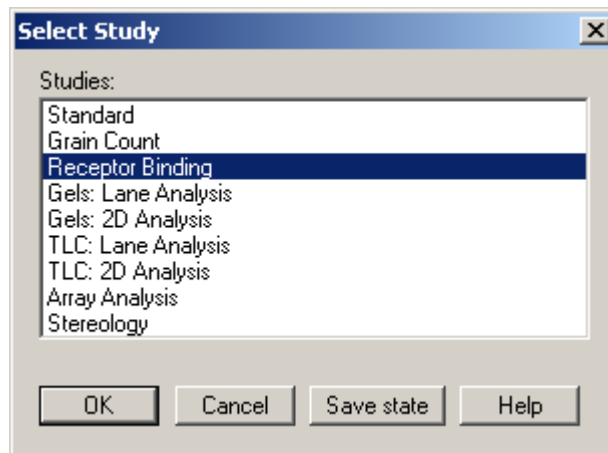 Select Study
Studies:
Standard
Grain Count
Receptor Binding
Gels: Lane Analysis
Gels: 2D Analysis
TLC: Lane Analysis
TLC: 2D Analysis
Array Analysis
Stereology
OK Cancel Save state Help